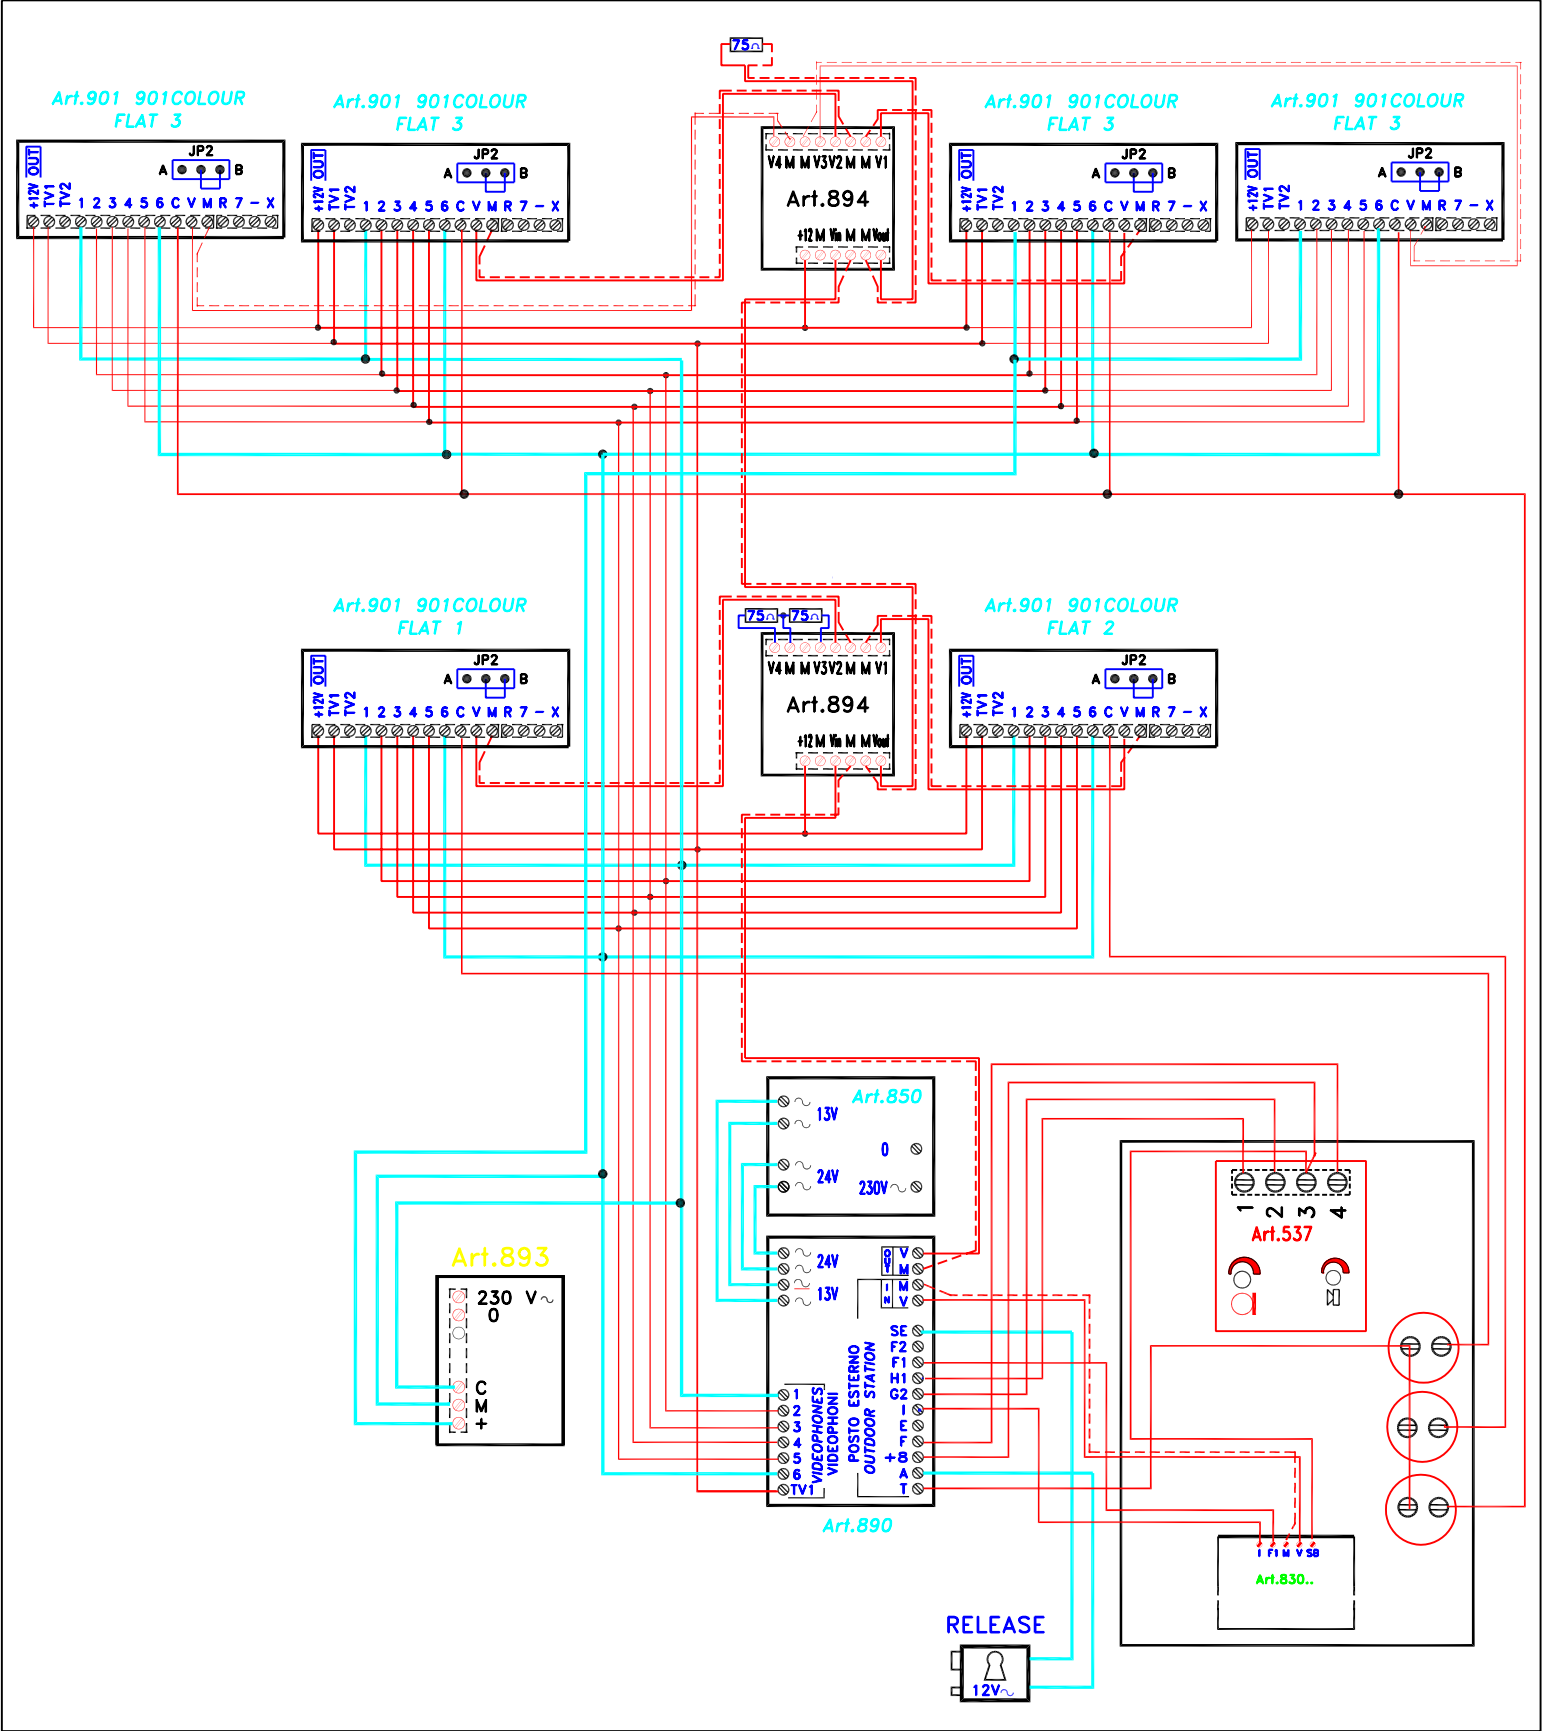 75Ω
Art.901 901COLOUR
FLAT 3
Art.901 901COLOUR
FLAT 3
Art.901 901COLOUR
FLAT 3
Art.901 901COLOUR
FLAT 3
OUT
JP2
A B
+12V TV1 TV2 1 2 3 4 5 6 C V M R 7 - X
OUT
JP2
A B
+12V TV1 TV2 1 2 3 4 5 6 C V M R 7 - X
V4 M M V3 V2 M M V1
Art.894
+12 M Vin M M Vout
OUT
JP2
A B
+12V TV1 TV2 1 2 3 4 5 6 C V M R 7 - X
OUT
JP2
A B
+12V TV1 TV2 1 2 3 4 5 6 C V M R 7 - X
Art.901 901COLOUR
FLAT 1
75Ω 75Ω
Art.901 901COLOUR
FLAT 2
OUT
JP2
A B
+12V TV1 TV2 1 2 3 4 5 6 C V M R 7 - X
V4 M M V3 V2 M M V1
Art.894
+12 M Vin M M Vout
OUT
JP2
A B
+12V TV1 TV2 1 2 3 4 5 6 C V M R 7 - X
Art.850
13V
0
24V
230V~
1 2 3 4
Art.537
Art.893
230 V~
0
C
M
+
24V
13V
OUT
V
M
IN
M
V
SE
F2
F1
H1
G2
I
E
F
+8
A
T
POSTO ESTERNO
OUTDOOR STATION
1
2
3
4
5
6
TV1
VIDEOPHONES
VIDEOPHONI
Art.890
I F1 M V S8
Art.830..
RELEASE
12V~